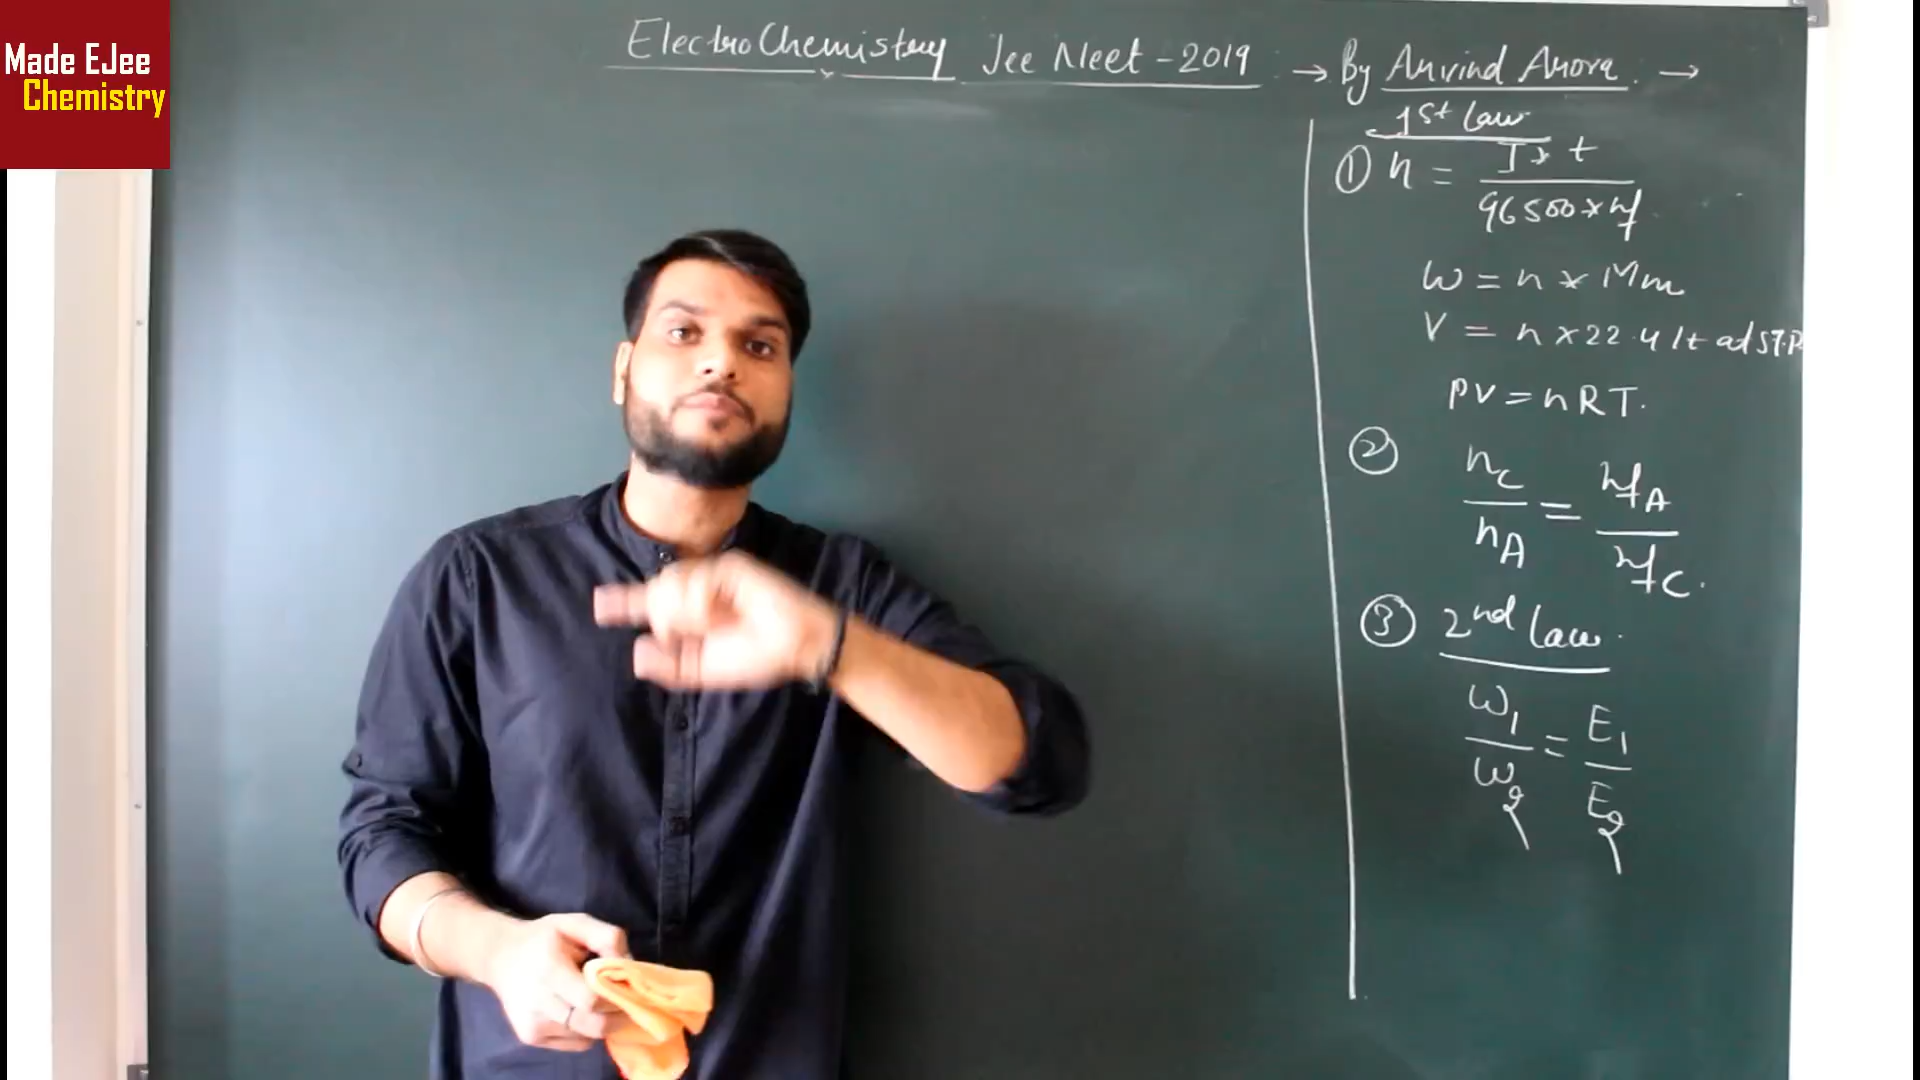 Made EJee
Chemistry
ElectroChemistry Jee Neet - 2019 → By Arvind Arora. →
1st Law
① n = I × t / 96500 × nf
W = n × Mm
V = n × 22.4 lt at S.T.P
PV = nRT.
② nC / nA = nfA / nfC.
③ 2nd Law.
W1 / W2 = E1 / E2